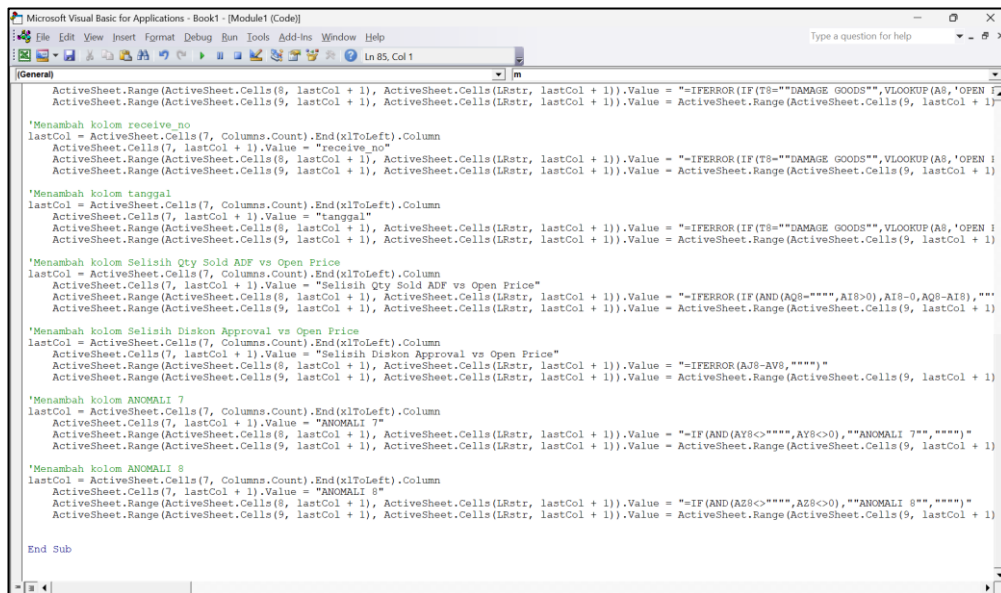 Microsoft Visual Basic for Applications - Book1 - [Module1 (Code)]
File Edit View Insert Format Debug Run Tools Add-Ins Window Help
Type a question for help
Ln 85, Col 1
(General)
m
ActiveSheet.Range(ActiveSheet.Cells(8, lastCol + 1), ActiveSheet.Cells(LRstr, lastCol + 1)).Value = "=IFERROR(IF(T8=""DAMAGE GOODS"",VLOOKUP(A8,'OPEN
ActiveSheet.Range(ActiveSheet.Cells(9, lastCol + 1), ActiveSheet.Cells(LRstr, lastCol + 1)).Value = ActiveSheet.Range(ActiveSheet.Cells(9, lastCol + 1)
'Menambah kolom receive_no
lastCol = ActiveSheet.Cells(7, Columns.Count).End(xlToLeft).Column
ActiveSheet.Cells(7, lastCol + 1).Value = "receive_no"
ActiveSheet.Range(ActiveSheet.Cells(8, lastCol + 1), ActiveSheet.Cells(LRstr, lastCol + 1)).Value = "=IFERROR(IF(T8=""DAMAGE GOODS"",VLOOKUP(A8,'OPEN
ActiveSheet.Range(ActiveSheet.Cells(9, lastCol + 1), ActiveSheet.Cells(LRstr, lastCol + 1)).Value = ActiveSheet.Range(ActiveSheet.Cells(9, lastCol + 1)
'Menambah kolom tanggal
lastCol = ActiveSheet.Cells(7, Columns.Count).End(xlToLeft).Column
ActiveSheet.Cells(7, lastCol + 1).Value = "tanggal"
ActiveSheet.Range(ActiveSheet.Cells(8, lastCol + 1), ActiveSheet.Cells(LRstr, lastCol + 1)).Value = "=IFERROR(IF(T8=""DAMAGE GOODS"",VLOOKUP(A8,'OPEN
ActiveSheet.Range(ActiveSheet.Cells(9, lastCol + 1), ActiveSheet.Cells(LRstr, lastCol + 1)).Value = ActiveSheet.Range(ActiveSheet.Cells(9, lastCol + 1)
'Menambah kolom Selisih Qty Sold ADF vs Open Price
lastCol = ActiveSheet.Cells(7, Columns.Count).End(xlToLeft).Column
ActiveSheet.Cells(7, lastCol + 1).Value = "Selisih Qty Sold ADF vs Open Price"
ActiveSheet.Range(ActiveSheet.Cells(8, lastCol + 1), ActiveSheet.Cells(LRstr, lastCol + 1)).Value = "=IFERROR(IF(AND(AQ8="""",AI8>0),AI8-0,AQ8-AI8),"""
ActiveSheet.Range(ActiveSheet.Cells(9, lastCol + 1), ActiveSheet.Cells(LRstr, lastCol + 1)).Value = ActiveSheet.Range(ActiveSheet.Cells(9, lastCol + 1)
'Menambah kolom Selisih Diskon Approval vs Open Price
lastCol = ActiveSheet.Cells(7, Columns.Count).End(xlToLeft).Column
ActiveSheet.Cells(7, lastCol + 1).Value = "Selisih Diskon Approval vs Open Price"
ActiveSheet.Range(ActiveSheet.Cells(8, lastCol + 1), ActiveSheet.Cells(LRstr, lastCol + 1)).Value = "=IFERROR(AJ8-AV8,"""")"
ActiveSheet.Range(ActiveSheet.Cells(9, lastCol + 1), ActiveSheet.Cells(LRstr, lastCol + 1)).Value = ActiveSheet.Range(ActiveSheet.Cells(9, lastCol + 1)
'Menambah kolom ANOMALI 7
lastCol = ActiveSheet.Cells(7, Columns.Count).End(xlToLeft).Column
ActiveSheet.Cells(7, lastCol + 1).Value = "ANOMALI 7"
ActiveSheet.Range(ActiveSheet.Cells(8, lastCol + 1), ActiveSheet.Cells(LRstr, lastCol + 1)).Value = "=IF(AND(AY8<>"""",AY8<>0),""ANOMALI 7"","""")"
ActiveSheet.Range(ActiveSheet.Cells(9, lastCol + 1), ActiveSheet.Cells(LRstr, lastCol + 1)).Value = ActiveSheet.Range(ActiveSheet.Cells(9, lastCol + 1)
'Menambah kolom ANOMALI 8
lastCol = ActiveSheet.Cells(7, Columns.Count).End(xlToLeft).Column
ActiveSheet.Cells(7, lastCol + 1).Value = "ANOMALI 8"
ActiveSheet.Range(ActiveSheet.Cells(8, lastCol + 1), ActiveSheet.Cells(LRstr, lastCol + 1)).Value = "=IF(AND(AZ8<>"""",AZ8<>0),""ANOMALI 8"","""")"
ActiveSheet.Range(ActiveSheet.Cells(9, lastCol + 1), ActiveSheet.Cells(LRstr, lastCol + 1)).Value = ActiveSheet.Range(ActiveSheet.Cells(9, lastCol + 1)
End Sub